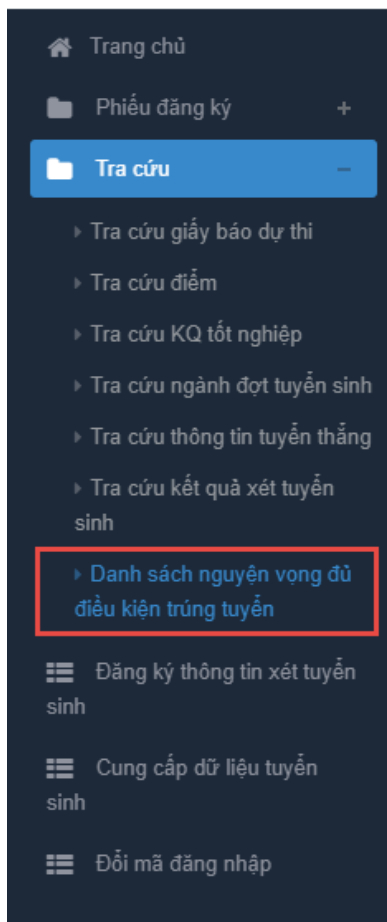 Trang chủ
Phiếu đăng ký +
Tra cứu −
Tra cứu giấy báo dự thi
Tra cứu điểm
Tra cứu KQ tốt nghiệp
Tra cứu ngành đợt tuyển sinh
Tra cứu thông tin tuyển thẳng
Tra cứu kết quả xét tuyển
sinh
Danh sách nguyện vọng đủ
điều kiện trúng tuyển
Đăng ký thông tin xét tuyển
sinh
Cung cấp dữ liệu tuyển
sinh
Đổi mã đăng nhập